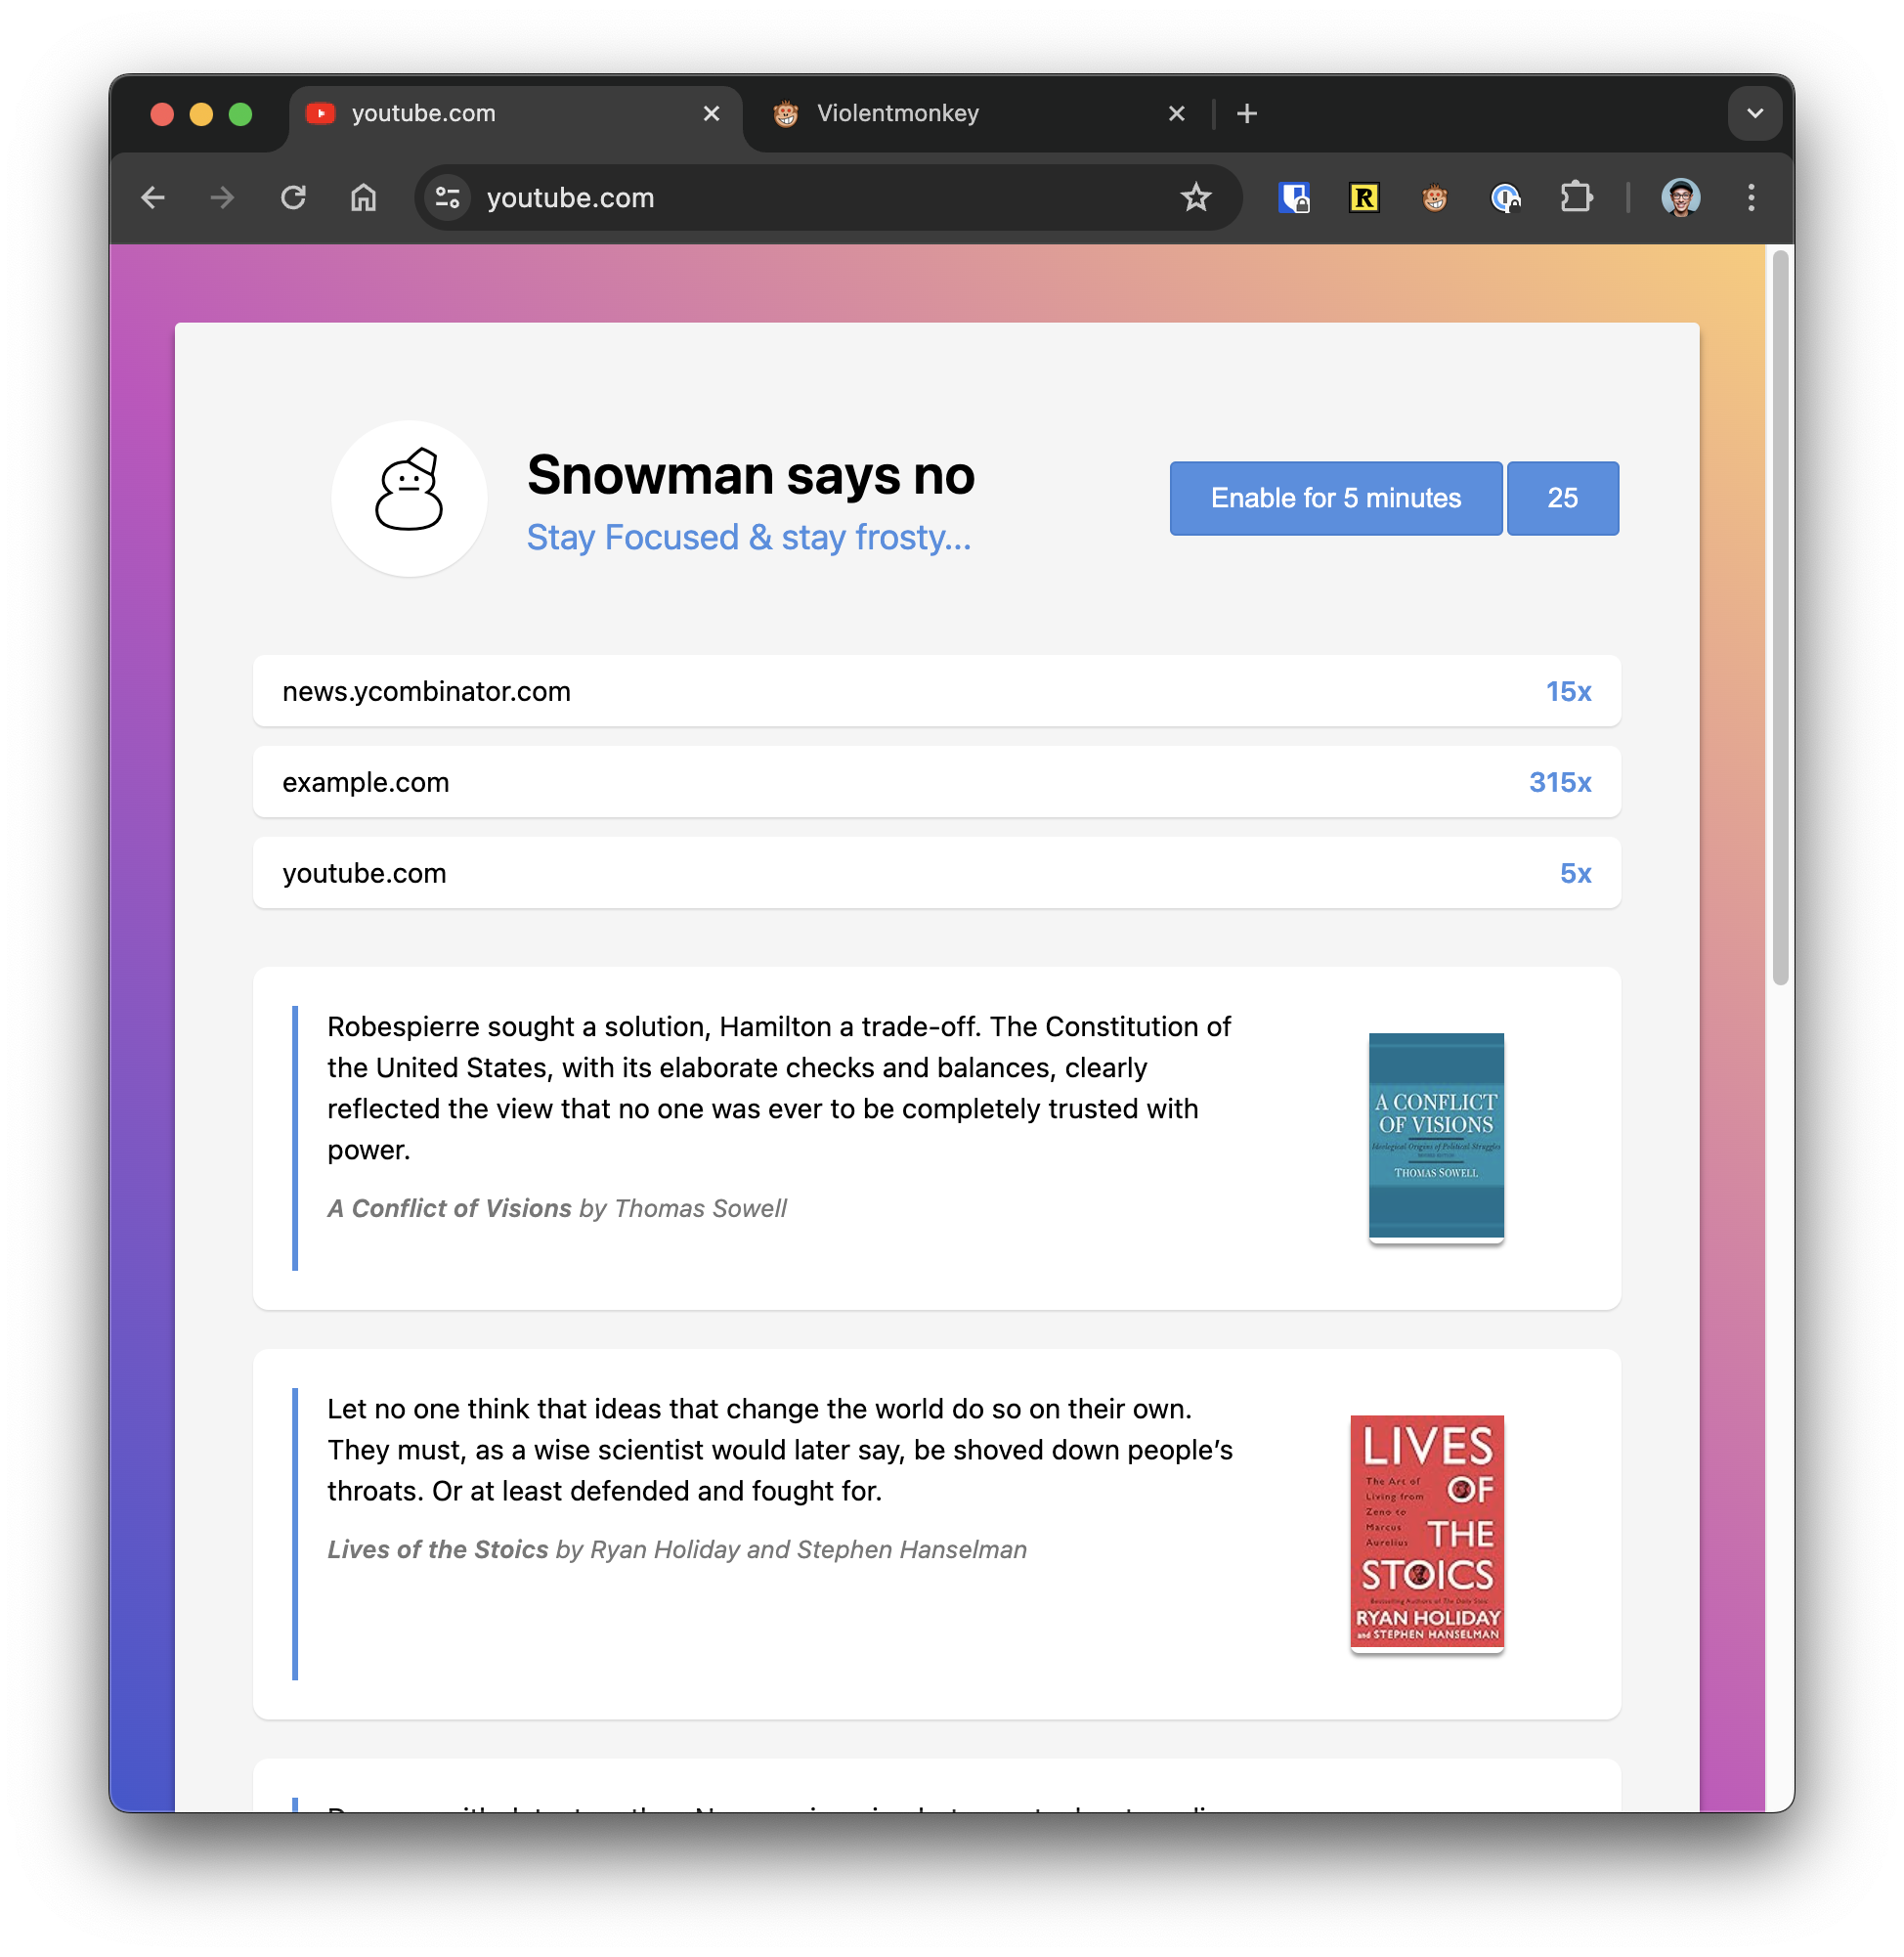 youtube.com
Violentmonkey
youtube.com
R
Snowman says no
Stay Focused & stay frosty...
Enable for 5 minutes
25
news.ycombinator.com
15x
example.com
315x
youtube.com
5x
Robespierre sought a solution, Hamilton a trade-off. The Constitution of
the United States, with its elaborate checks and balances, clearly
reflected the view that no one was ever to be completely trusted with
power.
A Conflict of Visions by Thomas Sowell
A CONFLICT
OF VISIONS
Ideological Origins of Political Struggles
THOMAS SOWELL
Let no one think that ideas that change the world do so on their own.
They must, as a wise scientist would later say, be shoved down people’s
throats. Or at least defended and fought for.
Lives of the Stoics by Ryan Holiday and Stephen Hanselman
LIVES
The Art of
Living from
Zeno to
Marcus
Aurelius
OF
THE
STOICS
Bestselling Authors of The Daily Stoic
RYAN HOLIDAY
and STEPHEN HANSELMAN